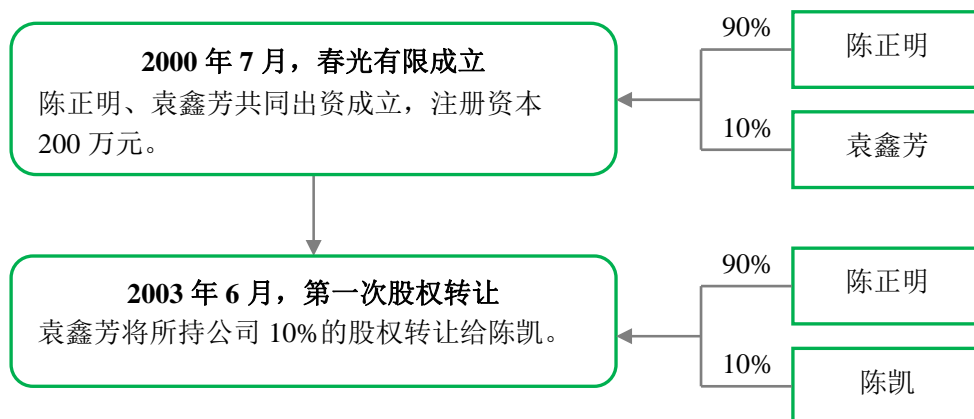 2000 年 7 月，春光有限成立
陈正明、袁鑫芳共同出资成立，注册资本
200 万元。
90%
陈正明
10%
袁鑫芳
2003 年 6 月，第一次股权转让
袁鑫芳将所持公司 10%的股权转让给陈凯。
90%
陈正明
10%
陈凯